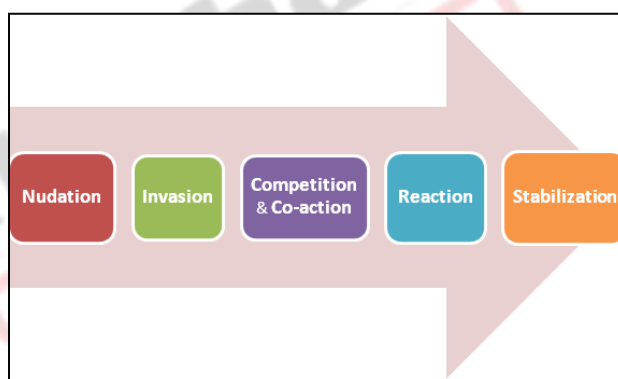 Nudation
Invasion
Competition
& Co-action
Reaction
Stabilization